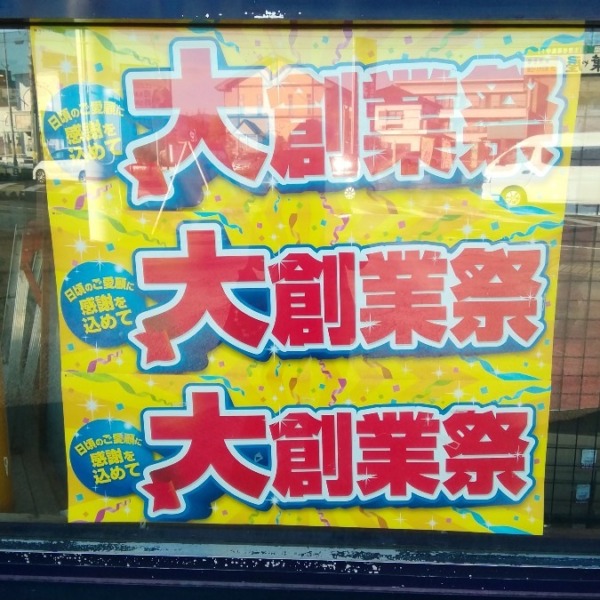 日頃のご愛顧に
感謝を
込めて
大創業祭
日頃のご愛顧に
感謝を
込めて
大創業祭
日頃のご愛顧に
感謝を
込めて
大創業祭